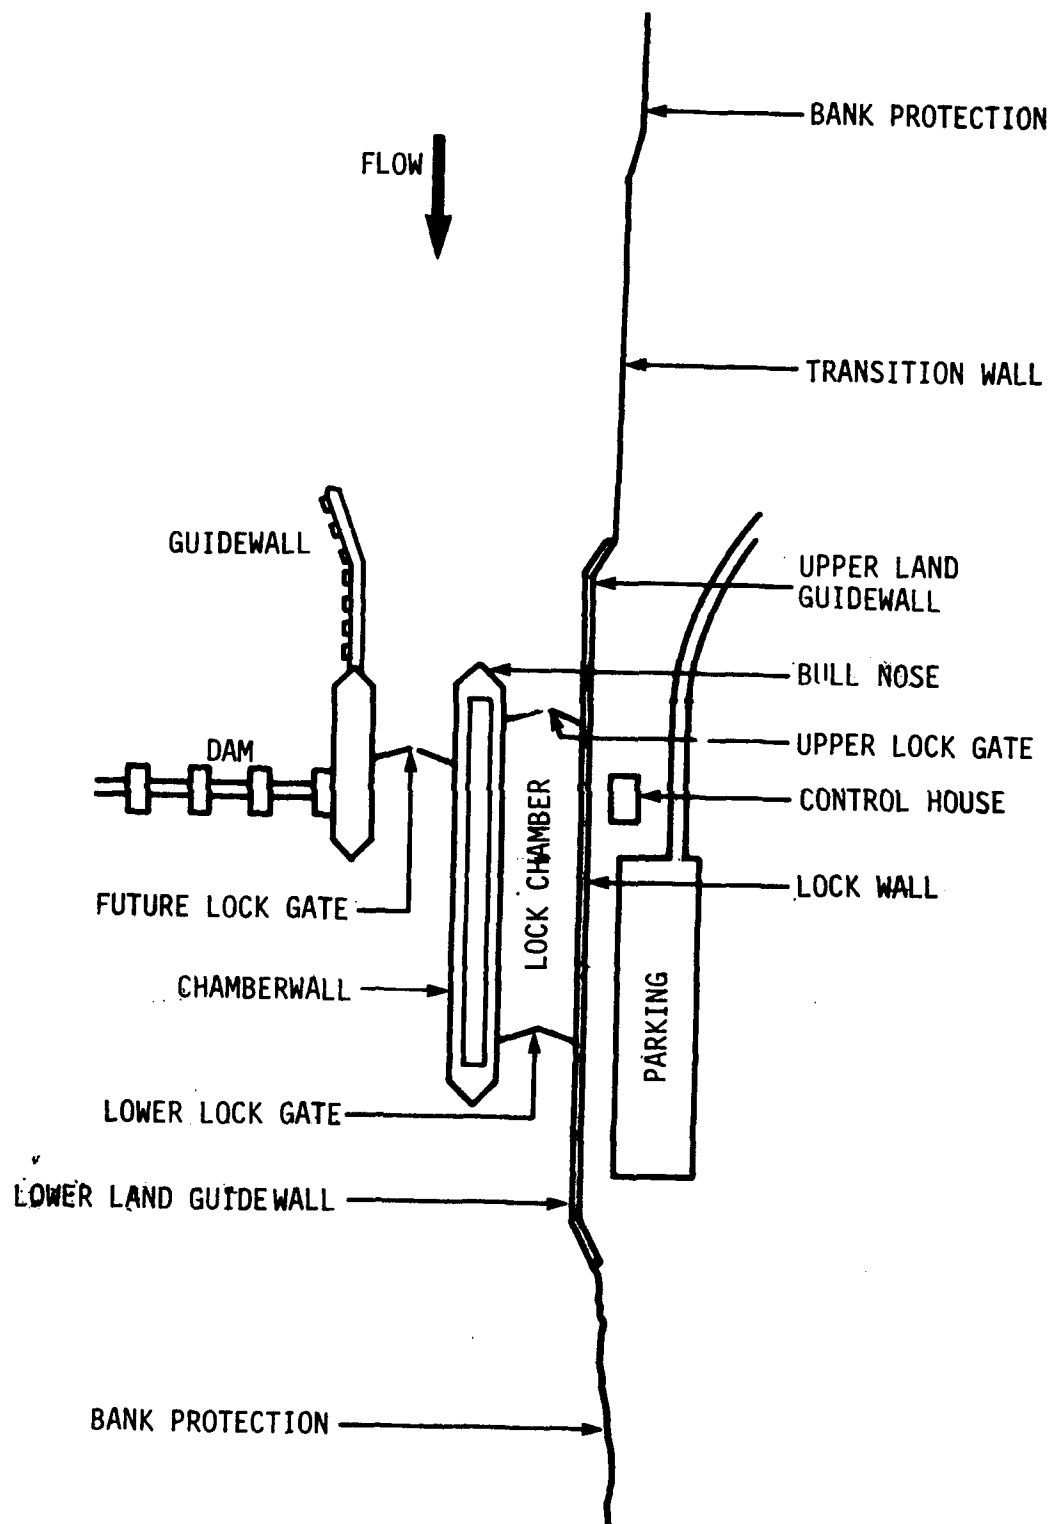 BANK PROTECTION
FLOW
TRANSITION WALL
GUIDEWALL
UPPER LAND
GUIDEWALL
BULL NOSE
DAM
UPPER LOCK GATE
CONTROL HOUSE
LOCK CHAMBER
LOCK WALL
FUTURE LOCK GATE
CHAMBERWALL
PARKING
LOWER LOCK GATE
LOWER LAND GUIDEWALL
BANK PROTECTION